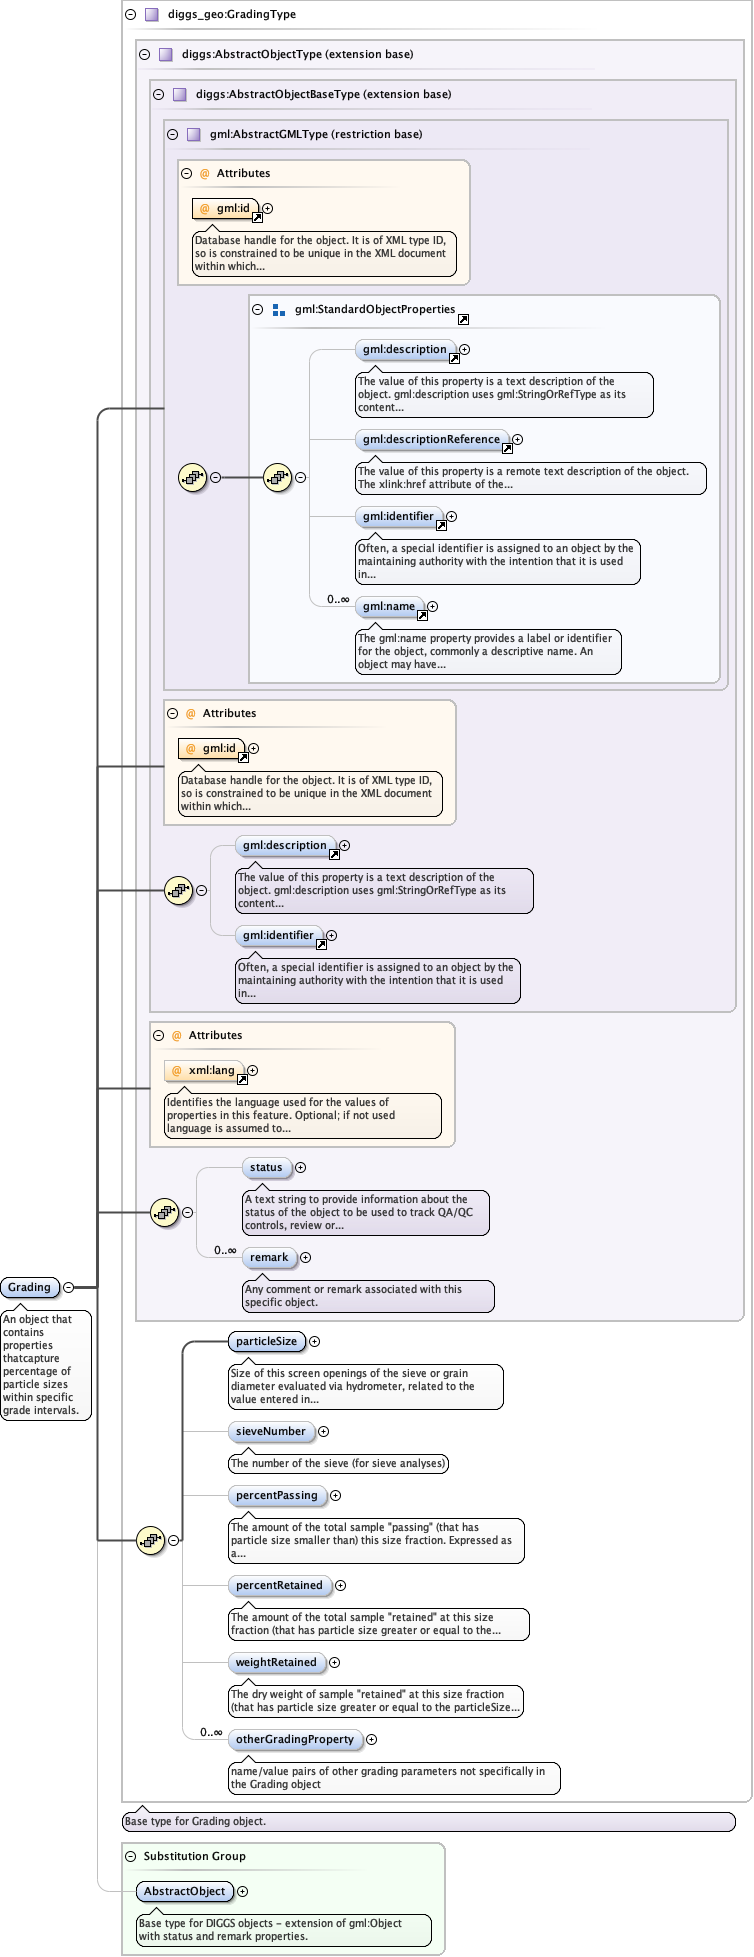 diggs_geo:GradingType
diggs:AbstractObjectType (extension base)
diggs:AbstractObjectBaseType (extension base)
gml:AbstractGMLType (restriction base)
@ Attributes
@ gml:id
Database handle for the object. It is of XML type ID,
so is constrained to be unique in the XML document
within which...
gml:StandardObjectProperties
gml:description
The value of this property is a text description of the
object. gml:description uses gml:StringOrRefType as its
content...
gml:descriptionReference
The value of this property is a remote text description of the object.
The xlink:href attribute of the...
gml:identifier
Often, a special identifier is assigned to an object by the
maintaining authority with the intention that it is used
in...
0..∞
gml:name
The gml:name property provides a label or identifier
for the object, commonly a descriptive name. An
object may have...
@ Attributes
@ gml:id
Database handle for the object. It is of XML type ID,
so is constrained to be unique in the XML document
within which...
gml:description
The value of this property is a text description of the
object. gml:description uses gml:StringOrRefType as its
content...
gml:identifier
Often, a special identifier is assigned to an object by the
maintaining authority with the intention that it is used
in...
@ Attributes
@ xml:lang
Identifies the language used for the values of
properties in this feature. Optional; if not used
language is assumed to...
status
A text string to provide information about the
status of the object to be used to track QA/QC
controls, review or...
0..∞
remark
Any comment or remark associated with this
specific object.
Grading
An object that
contains
properties
thatcapture
percentage of
particle sizes
within specific
grade intervals.
particleSize
Size of this screen openings of the sieve or grain
diameter evaluated via hydrometer, related to the
value entered in...
sieveNumber
The number of the sieve (for sieve analyses)
percentPassing
The amount of the total sample "passing" (that has
particle size smaller than) this size fraction. Expressed as
a...
percentRetained
The amount of the total sample "retained" at this size
fraction (that has particle size greater or equal to the...
weightRetained
The dry weight of sample "retained" at this size fraction
(that has particle size greater or equal to the particleSize...
0..∞
otherGradingProperty
name/value pairs of other grading parameters not specifically in
the Grading object
Base type for Grading object.
Substitution Group
AbstractObject
Base type for DIGGS objects - extension of gml:Object
with status and remark properties.